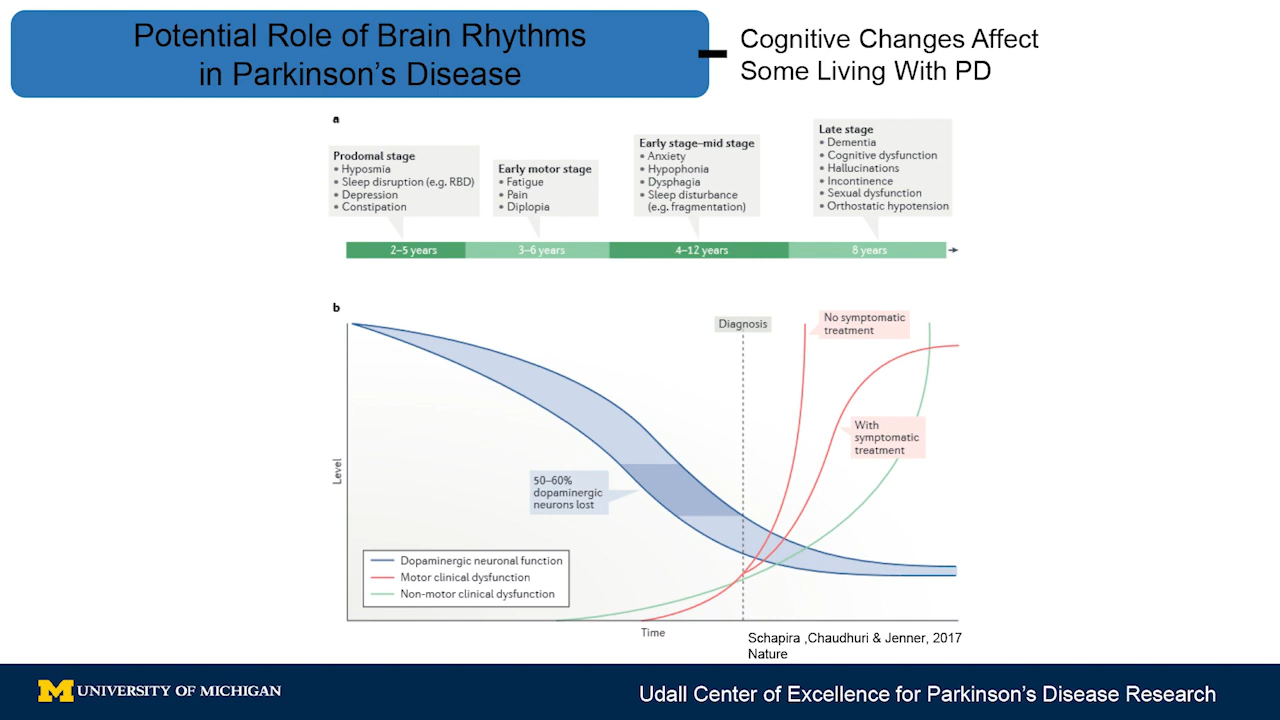 Potential Role of Brain Rhythms
in Parkinson's Disease
Cognitive Changes Affect
Some Living With PD
a
Prodomal stage
• Hyposmia
• Sleep disruption (e.g. RBD)
• Depression
• Constipation
Early motor stage
• Fatigue
• Pain
• Diplopia
Early stage–mid stage
• Anxiety
• Hypophonia
• Dysphagia
• Sleep disturbance
(e.g. fragmentation)
Late stage
• Dementia
• Cognitive dysfunction
• Hallucinations
• Incontinence
• Sexual dysfunction
• Orthostatic hypotension
2–5 years
3–6 years
4–12 years
8 years
b
Diagnosis
No symptomatic
treatment
With
symptomatic
treatment
50–60%
dopaminergic
neurons lost
Level
Dopaminergic neuronal function
Motor clinical dysfunction
Non-motor clinical dysfunction
Time
Schapira ,Chaudhuri & Jenner, 2017
Nature
M UNIVERSITY OF MICHIGAN
Udall Center of Excellence for Parkinson's Disease Research